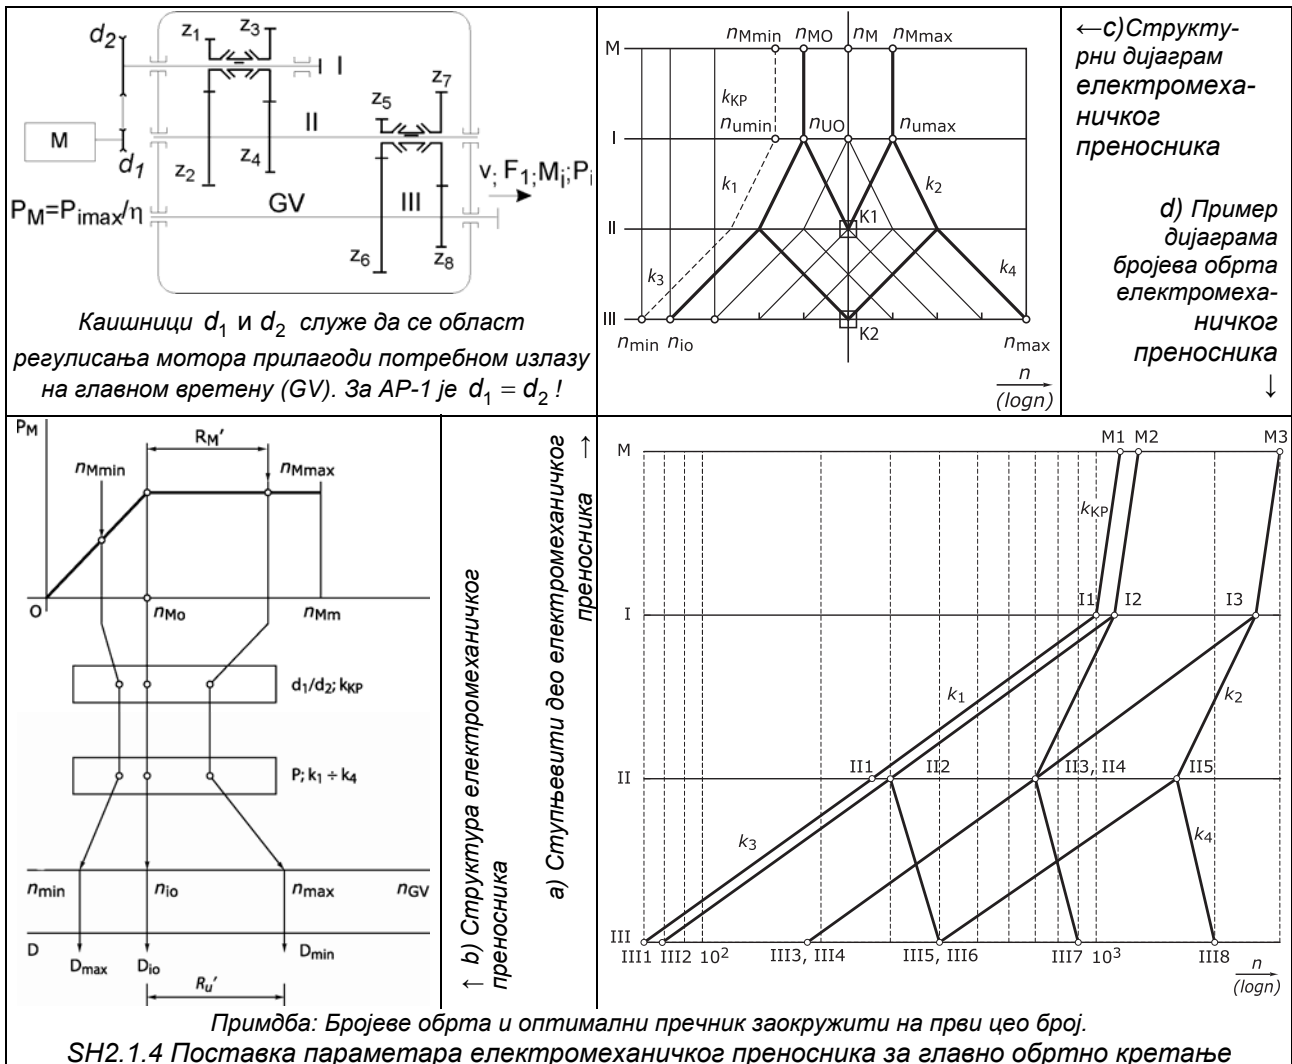 d2 z1 z3
I
z7
z5
II
M
d1 z4
z2
v; F1; Mi; Pi
PM=Pimax/η
GV III
z6 z8
Каишници d1 и d2 служе да се област
регулисања мотора прилагоди потребном излазу
на главном вретену (GV). За АР-1 је d1 = d2 !
nMmin nMO nM nMmax
M
kKP
numin nUO numax
I
k1 k2
K1
II
k3 k4
III
K2
nmin nio nmax
n
(logn)
←c)Структу-
рни дијаграм
електромеха-
ничког
преносника
d) Пример
дијаграма
бројева обрта
електромеха-
ничког
преносника
↓
PM
RM'
nMmin nMmax
O nMo nMm
d1/d2; kKP
P; k1 ÷ k4
nmin nio nmax nGV
D
Dmax Dio Dmin
Ru'
↑ b) Структура електромеханичког
преносника
a) Ступњевити део електромеханичког
преносника →
M1 M2 M3
M
kKP
I1 I2 I3
I
k1 k2
II1 II2 II3, II4 II5
II
k3 k4
III
III1 III2 10² III3, III4 III5, III6 III7 10³ III8
n
(logn)
Примдба: Бројеве обрта и оптимални пречник заокружити на први цео број.
SH2.1.4 Поставка параметара електромеханичког преносника за главно обртно кретање